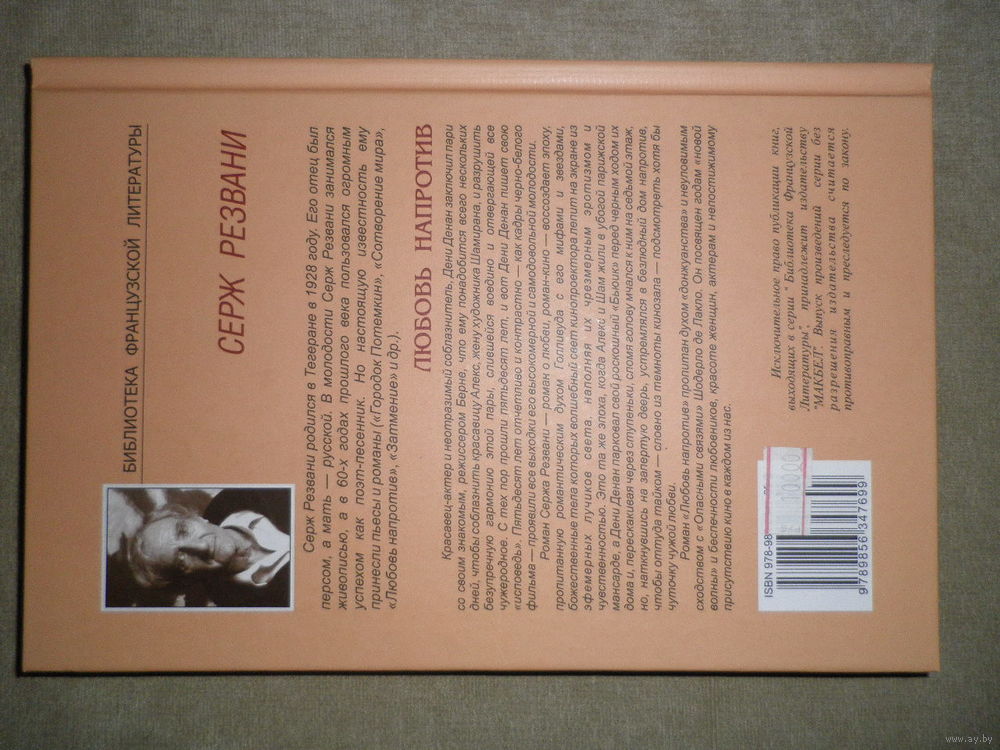 БИБЛИОТЕКА ФРАНЦУЗСКОЙ ЛИТЕРАТУРЫ
СЕРЖ РЕЗВАНИ
Серж Резвани родился в Тегеране в 1928 году. Его отец был
персом, а мать — русской. В молодости Серж Резвани занимался
живописью, а в 60-х годах прошлого века пользовался огромным
успехом как поэт-песенник. Но настоящую известность ему
принесли пьесы и романы («Городок Потемкин», «Сотворение мира»,
«Любовь напротив», «Затмение» и др.).
ЛЮБОВЬ НАПРОТИВ
Красавец-актер и неотразимый соблазнитель, Дени Денан заключил пари
со своим знакомым, режиссером Берне, что ему понадобится всего несколько
дней, чтобы соблазнить красавицу Алекс, жену художника Шамирана, и разрушить
безупречную гармонию этой пары, слившейся воедино и отвергающей все
чужеродное. С тех пор прошли пятьдесят лет, и вот Дени Денан пишет свою
«исповедь». Пятьдесят лет отчетливо и контрастно — как кадры черно-белого
фильма — проявили все выходки его высокомерной и самодовольной молодости.
Роман Сержа Резвани — роман о любви, роман-кино — воссоздает эпоху,
пропитанную романтическим духом Голливуда с его мифами и звездами,
божественные тела которых волшебный свет кинопроектора лепит на экране из
эфемерных пучков света, наполняя их чрезмерным эротизмом и
чувственностью. Это та же эпоха, когда Алекс и Шам жили в убогой парижской
мансарде, а Дени Денан парковал свой роскошный «Бьюик» перед черным ходом их
дома и, перескакивая через ступеньки, сломя голову мчался к ним на седьмой этаж,
но, наткнувшись на запертую дверь, устремлялся в безлюдный дом напротив,
чтобы оттуда тайком — словно из темноты кинозала — подсмотреть хотя бы
чуточку чужой любви.
Роман «Любовь напротив» пропитан духом «донжуанства» и неуловимым
сходством с «Опасными связями» Шодерло де Лакло. Он посвящен годам «новой
волны» и беспечности любовников, красоте женщин, актерам и непостижимому
присутствию кино в каждом из нас.
Исключительное право публикации книг,
выходящих в серии "Библиотека Французской
Литературы", принадлежит издательству
"МАКБЕЛ". Выпуск произведений серии без
разрешения издательства считается
противоправным и преследуется по закону.
ISBN 978-98
9789856347699
www.ay.by